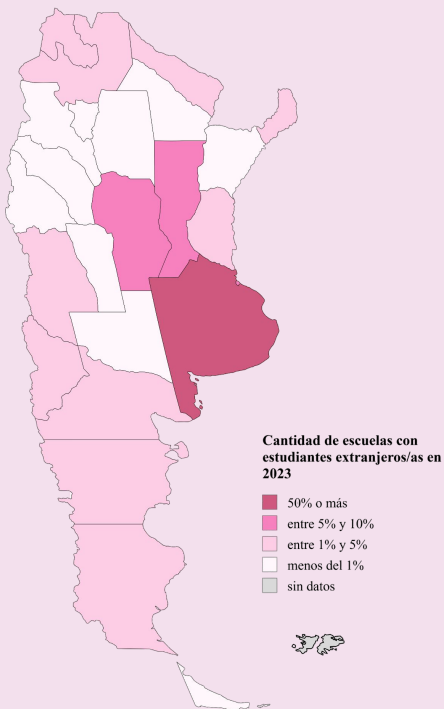 Cantidad de escuelas con
estudiantes extranjeros/as en
2023
50% o más
entre 5% y 10%
entre 1% y 5%
menos del 1%
sin datos